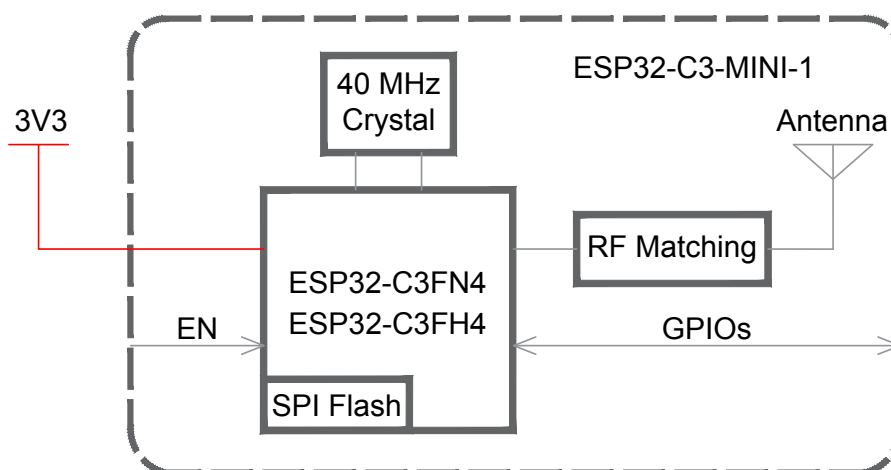 ESP32-C3-MINI-1
40 MHz
Crystal
3V3
Antenna
RF Matching
ESP32-C3FN4
ESP32-C3FH4
EN
GPIOs
SPI Flash